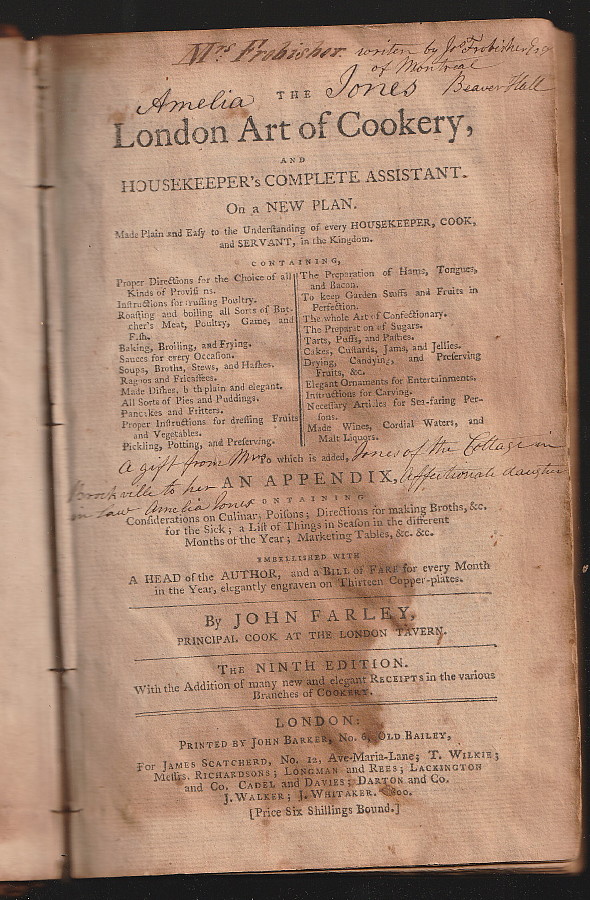 Mrs Frobisher. writen by Jos Frobisher Esq
of Montreal
Beaver Hall
Amelia Jones
THE
London Art of Cookery,
AND
HOUSEKEEPER's COMPLETE ASSISTANT.
On a NEW PLAN.
Made Plain and Eaſy to the Underſtanding of every HOUSEKEEPER, COOK,
and SERVANT, in the Kingdom.
CONTAINING,
Proper Directions for the Choice of all
Kinds of Proviſi ns.
Inſtructions for truſſing Poultry.
Roaſting and boiling all Sorts of But-
cher's Meat, Poultry, Game, and
Fiſh.
Baking, Broiling, and Frying.
Sauces for every Occaſion.
Soups, Broths, Stews, and Haſhes.
Ragoos and Fricaſſees.
Made Diſhes, b th plain and elegant.
All Sorts of Pies and Puddings.
Pancakes and Fritters.
Proper Inſtructions for dreſſing Fruits
and Vegetables.
Pickling, Potting, and Preſerving.
The Preparation of Hams, Tongues,
and Bacon.
To keep Garden Stuffs and Fruits in
Perfection.
The whole Art of Confectionary.
The Preparation of Sugars.
Tarts, Puffs, and Paſties.
Cakes, Cuſtards, Jams, and Jellies.
Drying, Candying, and Preſerving
Fruits, &c.
Elegant Ornaments for Entertainments.
Inſtructions for Carving.
Neceſſary Articles for Sea-faring Per-
ſons.
Made Wines, Cordial Waters, and
Malt Liquors.
A gift from Mrs Jones of the Cottage in
Brockville to her affectionate daughter
in law Amelia Jones
To which is added,
AN APPENDIX,
CONTAINING
Conſiderations on Culinary Poiſons; Directions for making Broths, &c.
for the Sick; a Liſt of Things in Seaſon in the different
Months of the Year; Marketing Tables, &c. &c.
EMBELLISHED WITH
A HEAD of the AUTHOR, and a BILL of FARE for every Month
in the Year, elegantly engraven on Thirteen Copper-plates.
By JOHN FARLEY,
PRINCIPAL COOK AT THE LONDON TAVERN.
THE NINTH EDITION.
With the Addition of many new and elegant RECEIPTS in the various
Branches of COOKERY.
LONDON:
PRINTED BY JOHN BARKER, No. 6, OLD BAILEY,
For JAMES SCATCHERD, No. 12, Ave-Maria-Lane; T. WILKIE;
Meſſrs. RICHARDSONS; LONGMAN and REES; LACKINGTON
and Co. CADEL and DAVIES; DARTON and Co.
J. WALKER; J. WHITAKER. 00.
[Price Six Shillings Bound.]